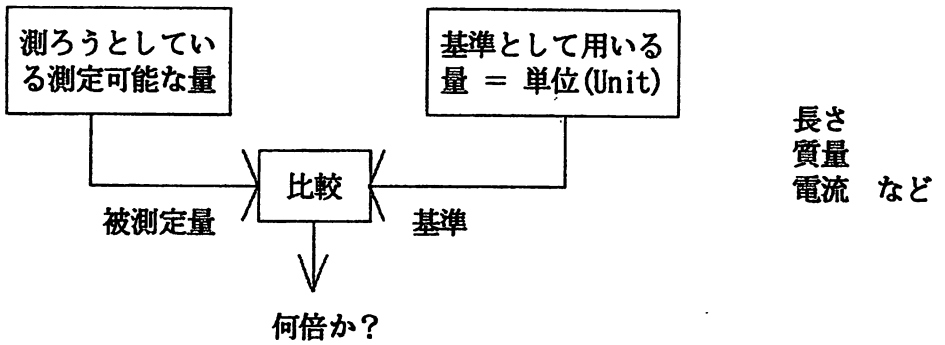 測ろうとしてい
る測定可能な量
基準として用いる
量 ＝ 単位(Unit)
長さ
質量
電流 など
比較
被測定量
基準
何倍か？